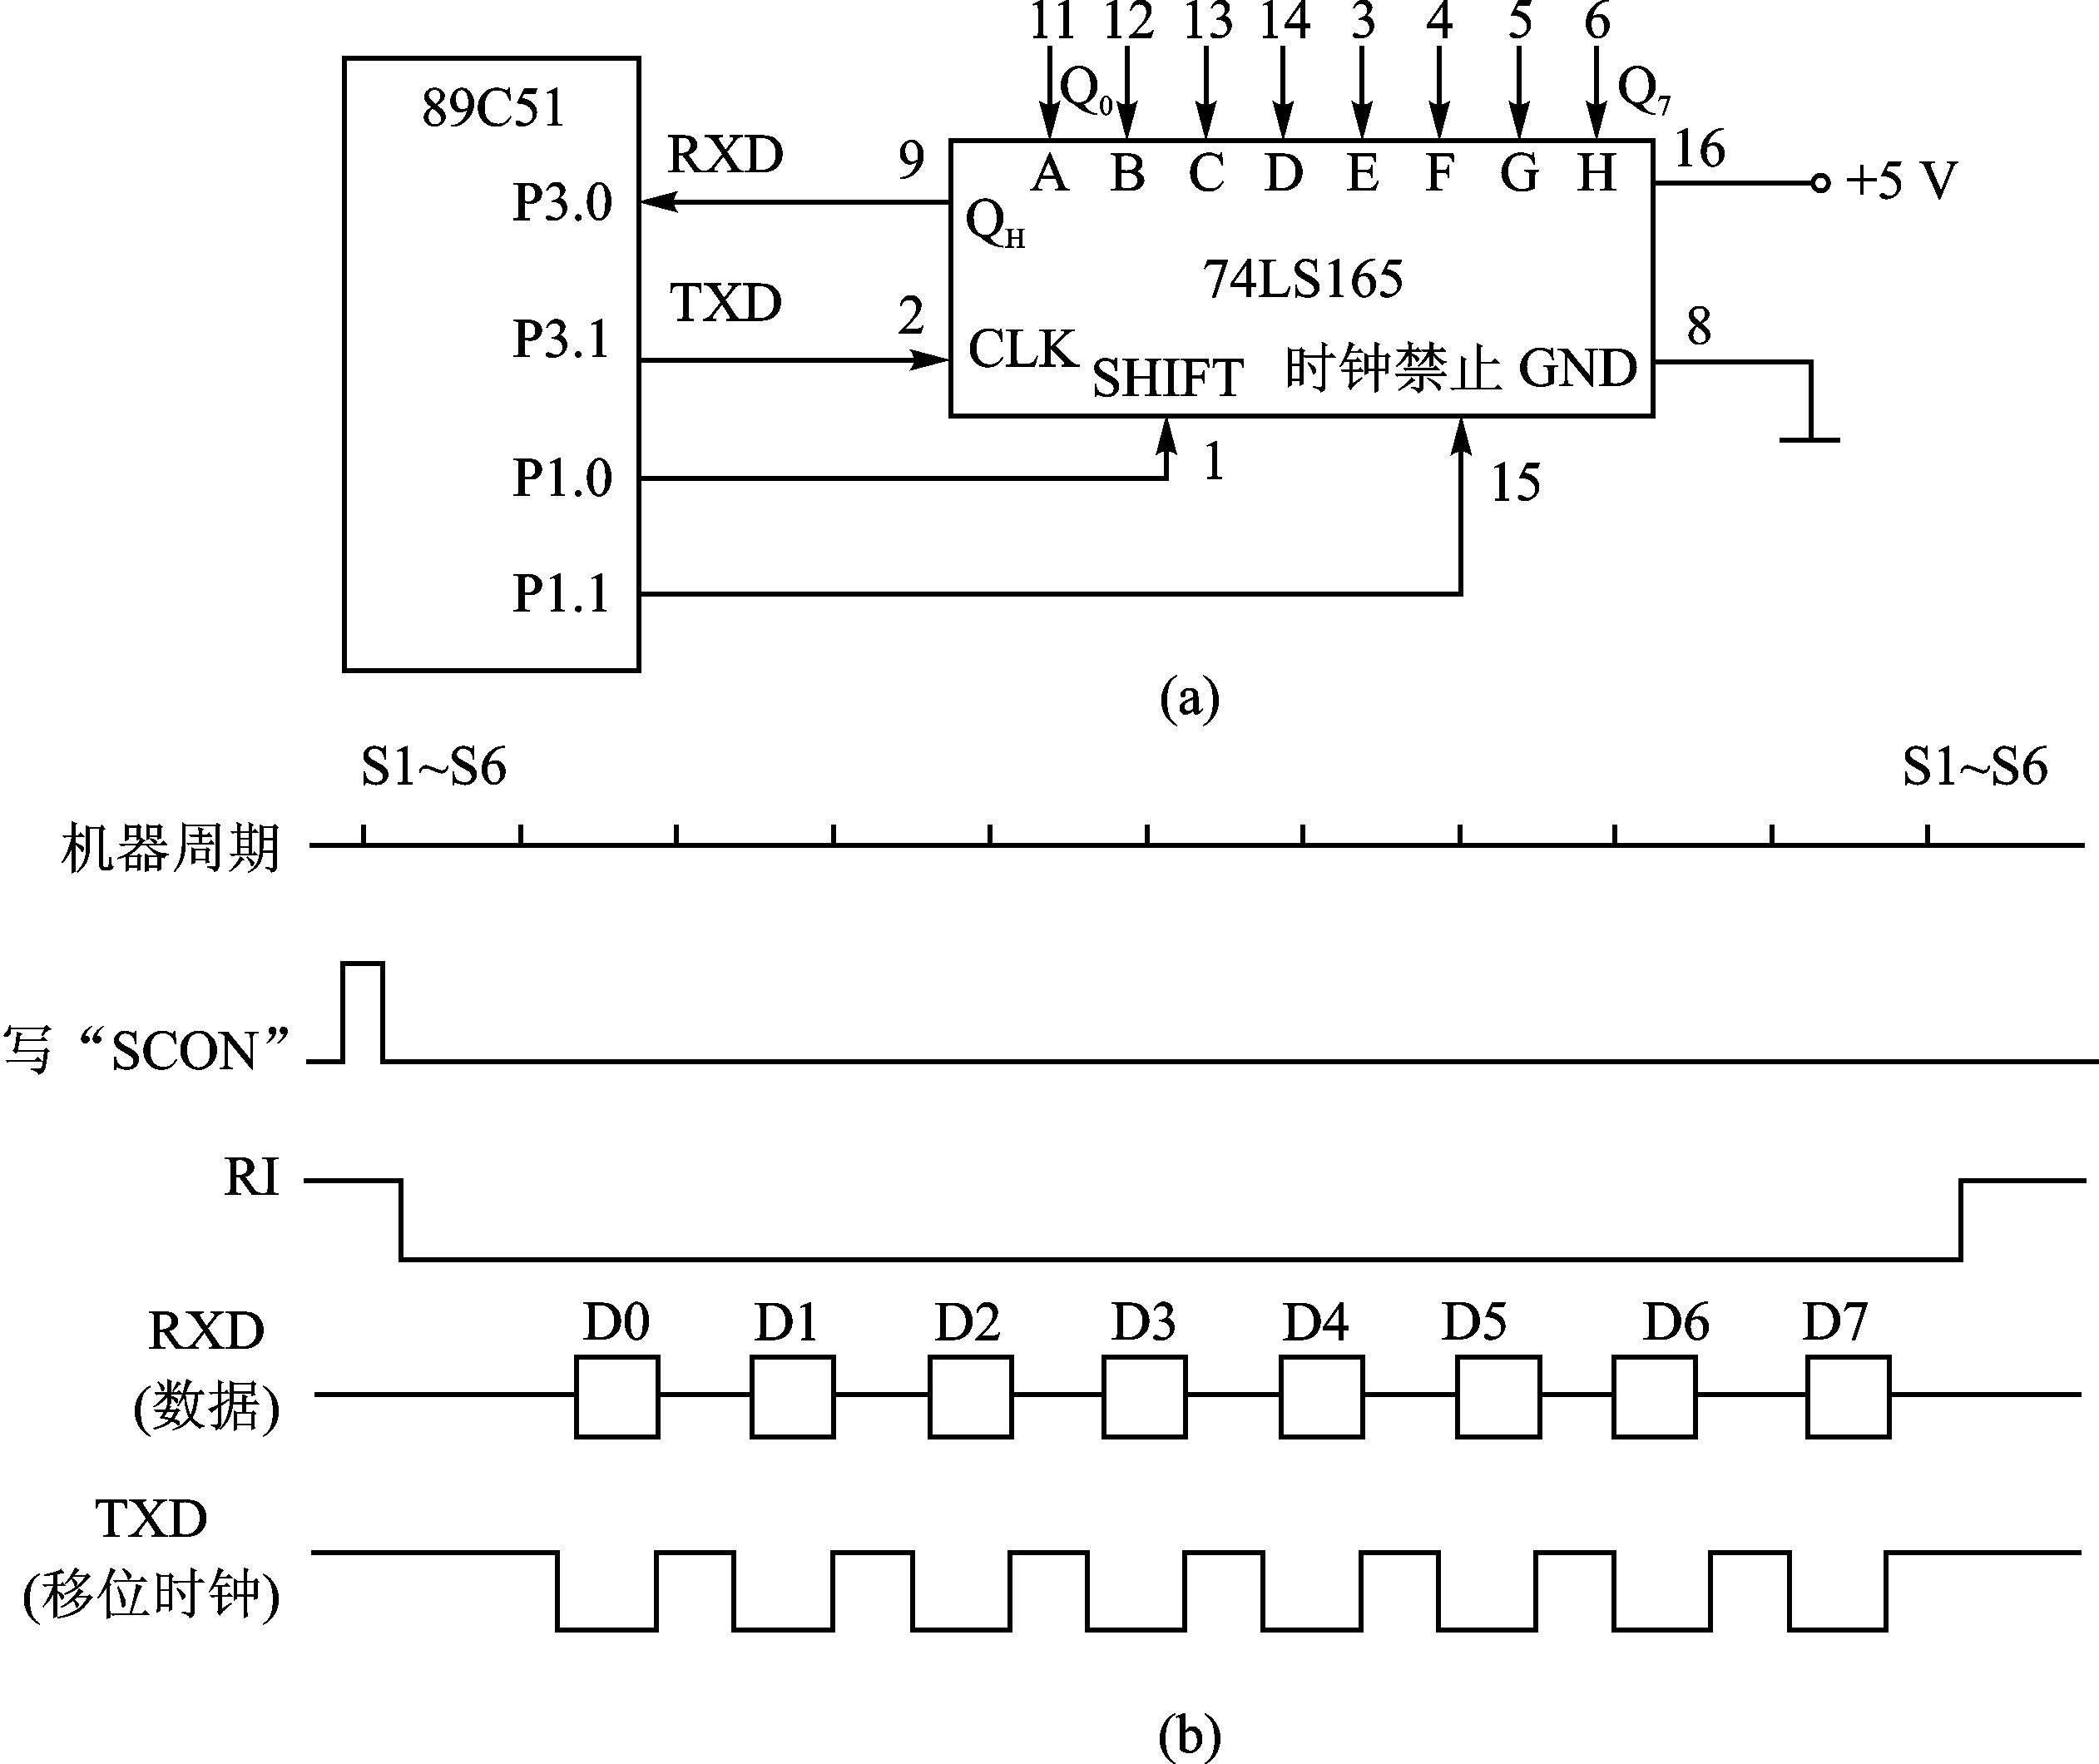 11 12 13 14 3 4 5 6
89C51 Q0 Q7
RXD 9 A B C D E F G H 16 +5 V
P3.0 QH
TXD 2 74LS165 8
P3.1 CLK SHIFT 时钟禁止 GND
P1.0 1 15
P1.1
(a)
S1~S6 S1~S6
机器周期
写“SCON”
RI
RXD D0 D1 D2 D3 D4 D5 D6 D7
(数据)
TXD
(移位时钟)
(b)